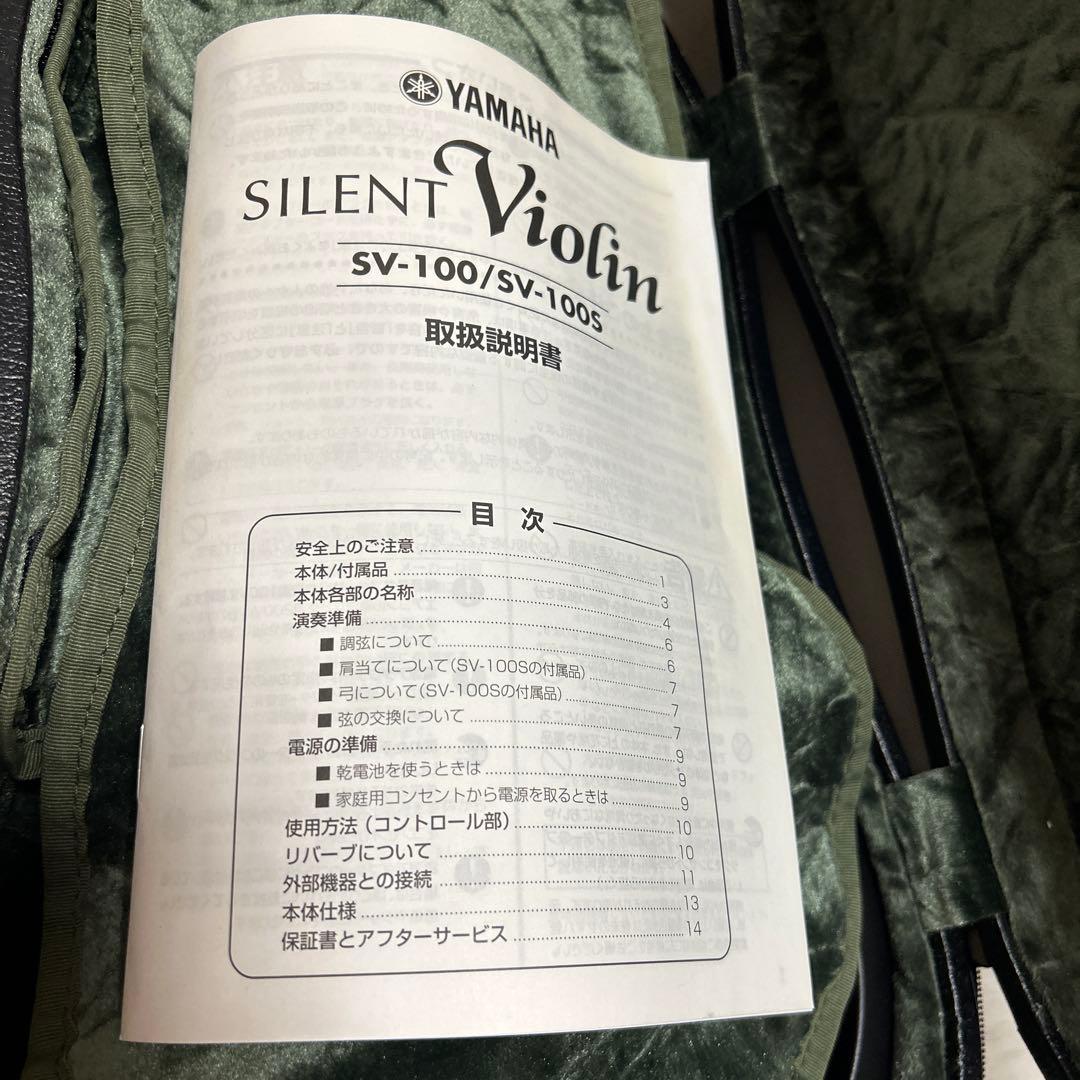 YAMAHA
SILENT Violin
SV-100/SV-100S
取扱説明書
目 次
安全上のご注意 1
本体/付属品 3
本体各部の名称 4
演奏準備 6
■ 調弦について 6
■ 肩当てについて(SV-100Sの付属品) 7
■ 弓について(SV-100Sの付属品) 7
■ 弦の交換について 7
電源の準備 9
■ 乾電池を使うときは 9
■ 家庭用コンセントから電源を取るときは 9
使用方法(コントロール部) 10
リバーブについて 10
外部機器との接続 11
本体仕様 13
保証書とアフターサービス 14